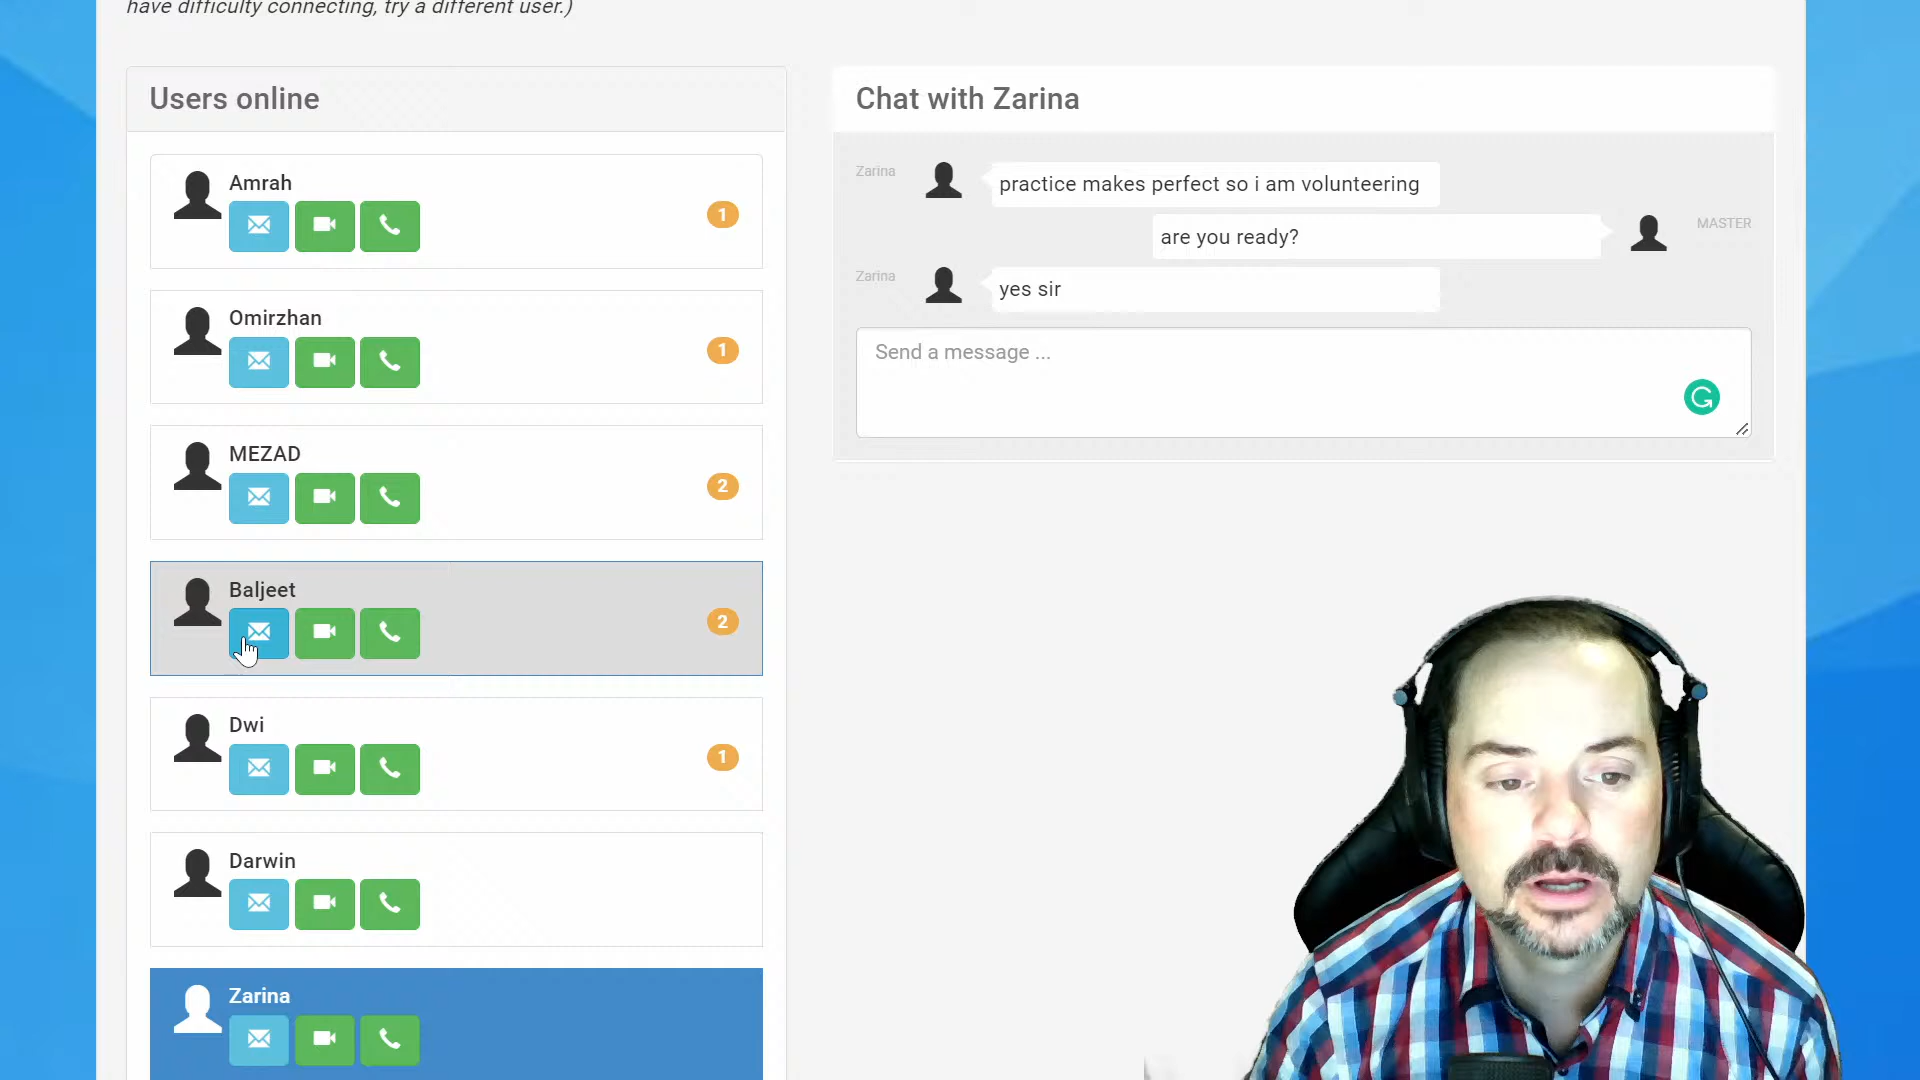 have difficulty connecting, try a different user.)
Users online
Amrah
1
Omirzhan
1
MEZAD
2
Baljeet
2
Dwi
1
Darwin
Zarina
Chat with Zarina
Zarina
practice makes perfect so i am volunteering
are you ready?
MASTER
Zarina
yes sir
Send a message ...